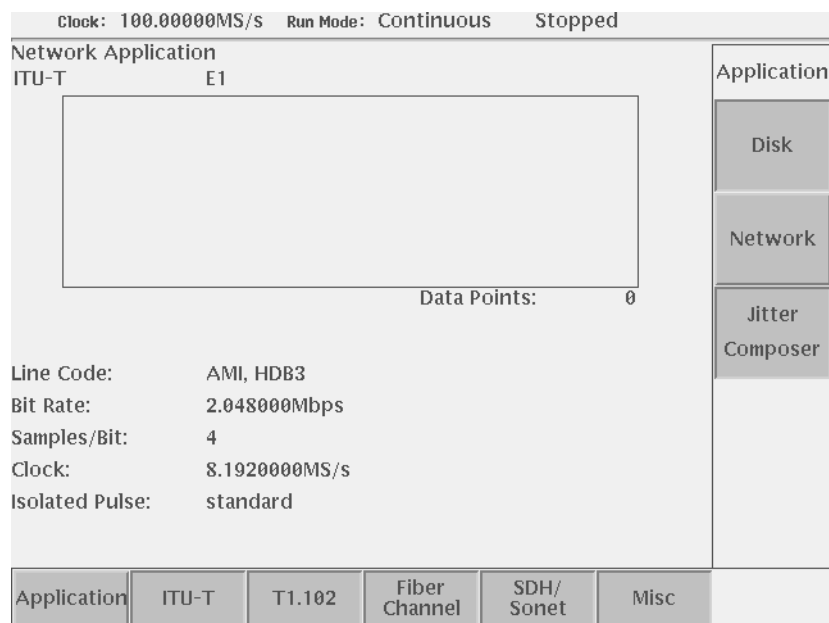 Clock: 100.00000MS/s Run Mode: Continuous Stopped
Network Application
ITU-T E1
Data Points: 0
Line Code: AMI, HDB3
Bit Rate: 2.048000Mbps
Samples/Bit: 4
Clock: 8.1920000MS/s
Isolated Pulse: standard
Application
Disk
Network
Jitter
Composer
Application ITU-T T1.102 Fiber Channel SDH/ Sonet Misc